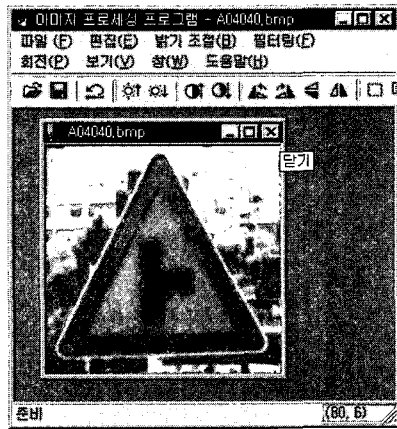 이미지 프로세싱 프로그램 - A04040.bmp
파일 (F) 편집(E) 밝기 조절(B) 필터링(F)
회전(P) 보기(V) 창(W) 도움말(H)
A04040.bmp
닫기
준비 (80, 6)